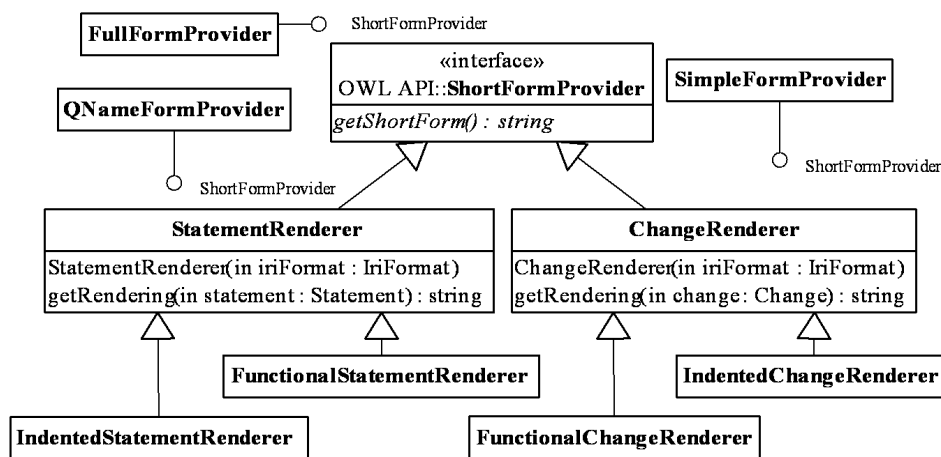 FullFormProvider
ShortFormProvider
«interface»
OWL API::ShortFormProvider
getShortForm() : string
SimpleFormProvider
ShortFormProvider
QNameFormProvider
ShortFormProvider
StatementRenderer
StatementRenderer(in iriFormat : IriFormat)
getRendering(in statement : Statement) : string
ChangeRenderer
ChangeRenderer(in iriFormat : IriFormat)
getRendering(in change: Change) : string
FunctionalStatementRenderer
IndentedChangeRenderer
IndentedStatementRenderer
FunctionalChangeRenderer